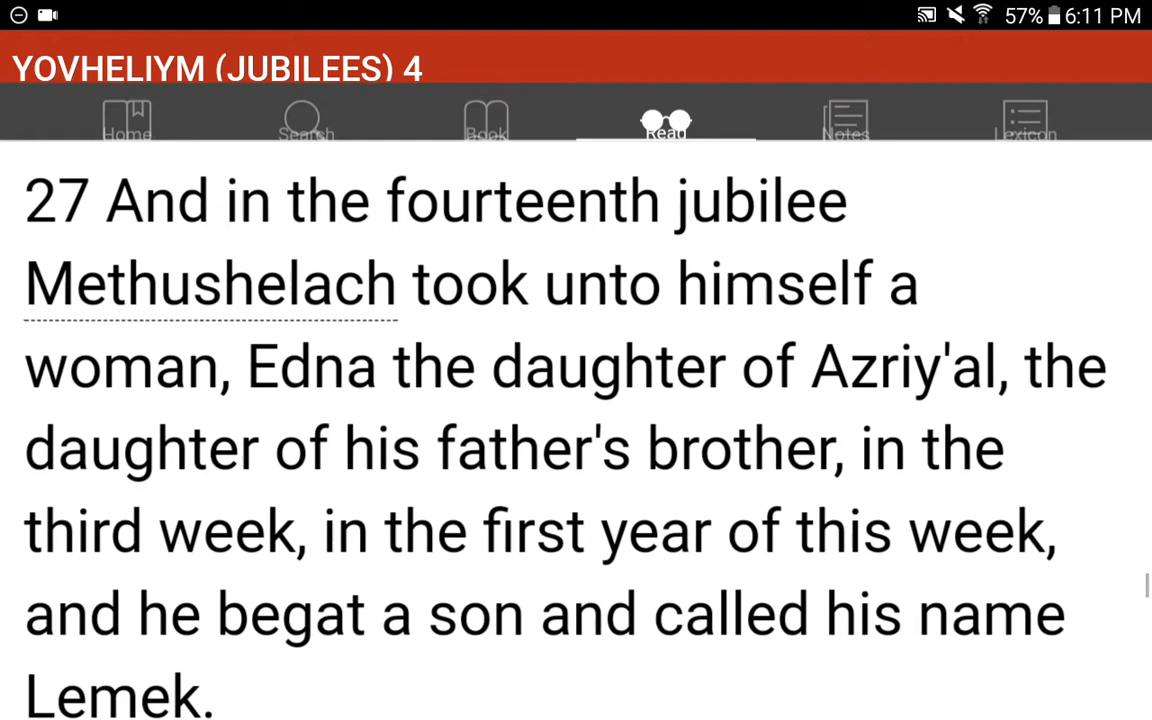 57% 6:11 PM
YOVHELIYM (JUBILEES) 4
Home Search Book Read Notes Lexicon
27 And in the fourteenth jubilee
Methushelach took unto himself a
woman, Edna the daughter of Azriy'al, the
daughter of his father's brother, in the
third week, in the first year of this week,
and he begat a son and called his name
Lemek.